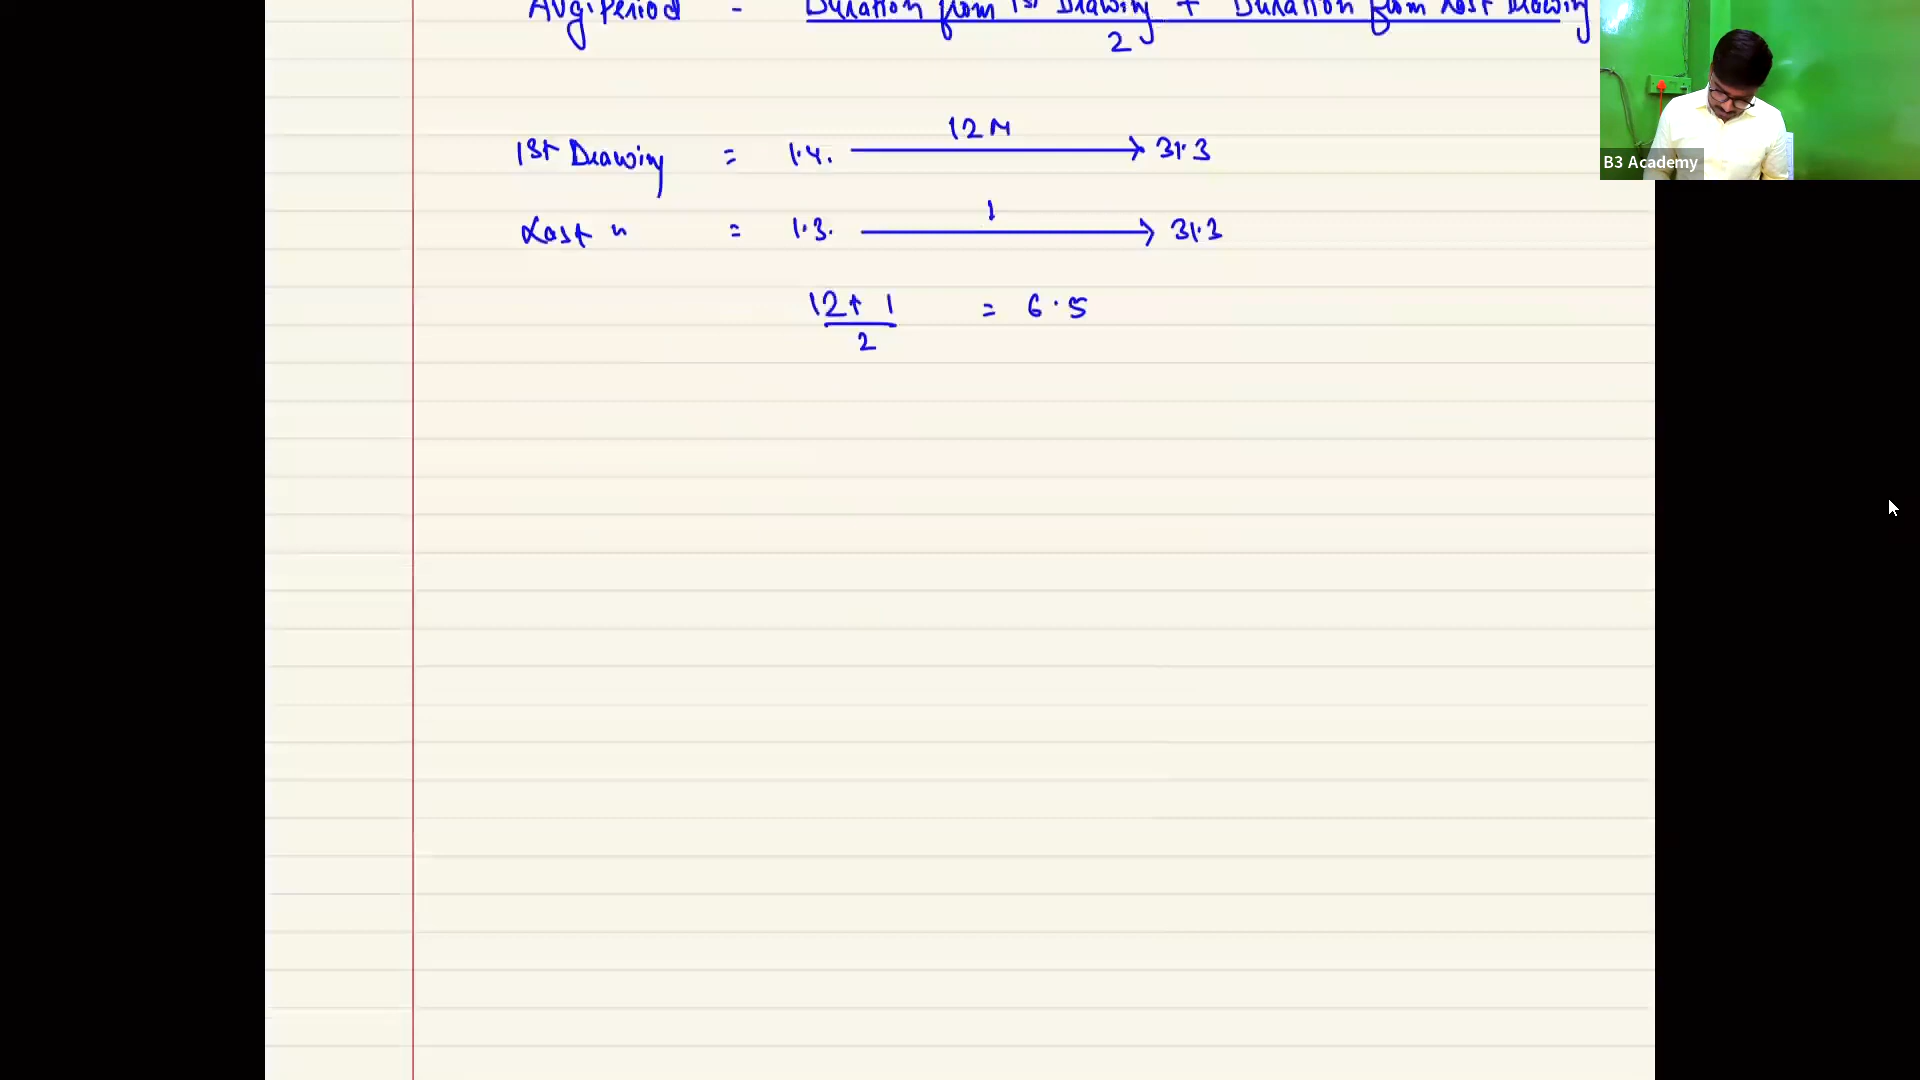 Avg. Period = Duration from 1st Drawing + Duration from Last Drawing
2
1st Drawing = 1.4. 12 M 31.3
Last " = 1.3. 1 31.3
12 + 1 = 6.5
2
B3 Academy